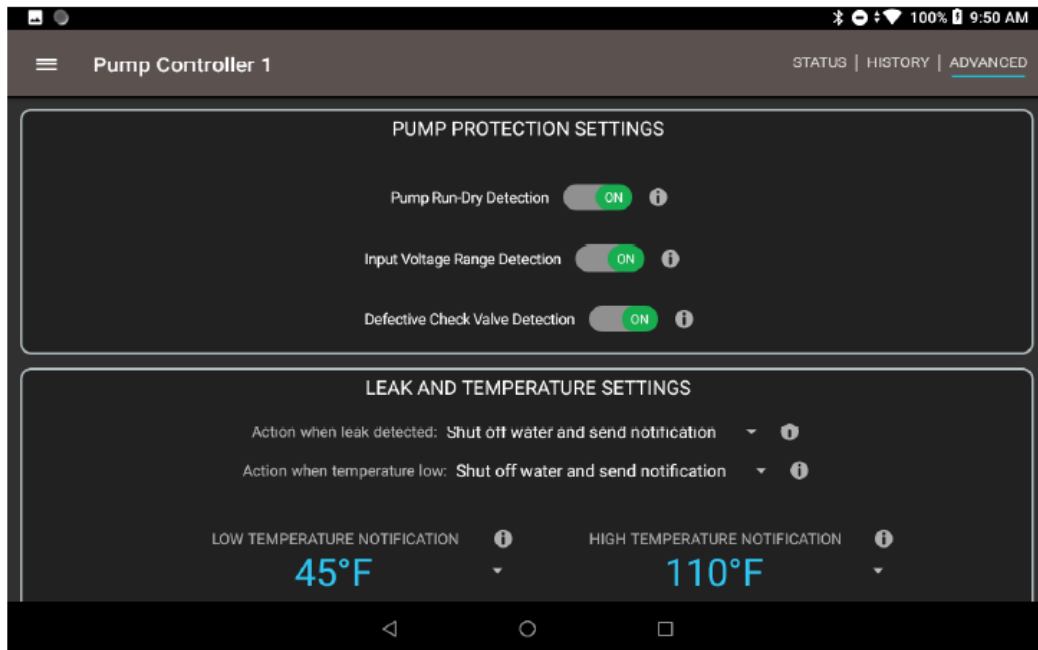 100% 9:50 AM
Pump Controller 1
STATUS | HISTORY | ADVANCED
PUMP PROTECTION SETTINGS
Pump Run-Dry Detection ON
Input Voltage Range Detection ON
Defective Check Valve Detection ON
LEAK AND TEMPERATURE SETTINGS
Action when leak detected: Shut off water and send notification
Action when temperature low: Shut off water and send notification
LOW TEMPERATURE NOTIFICATION HIGH TEMPERATURE NOTIFICATION
45°F 110°F